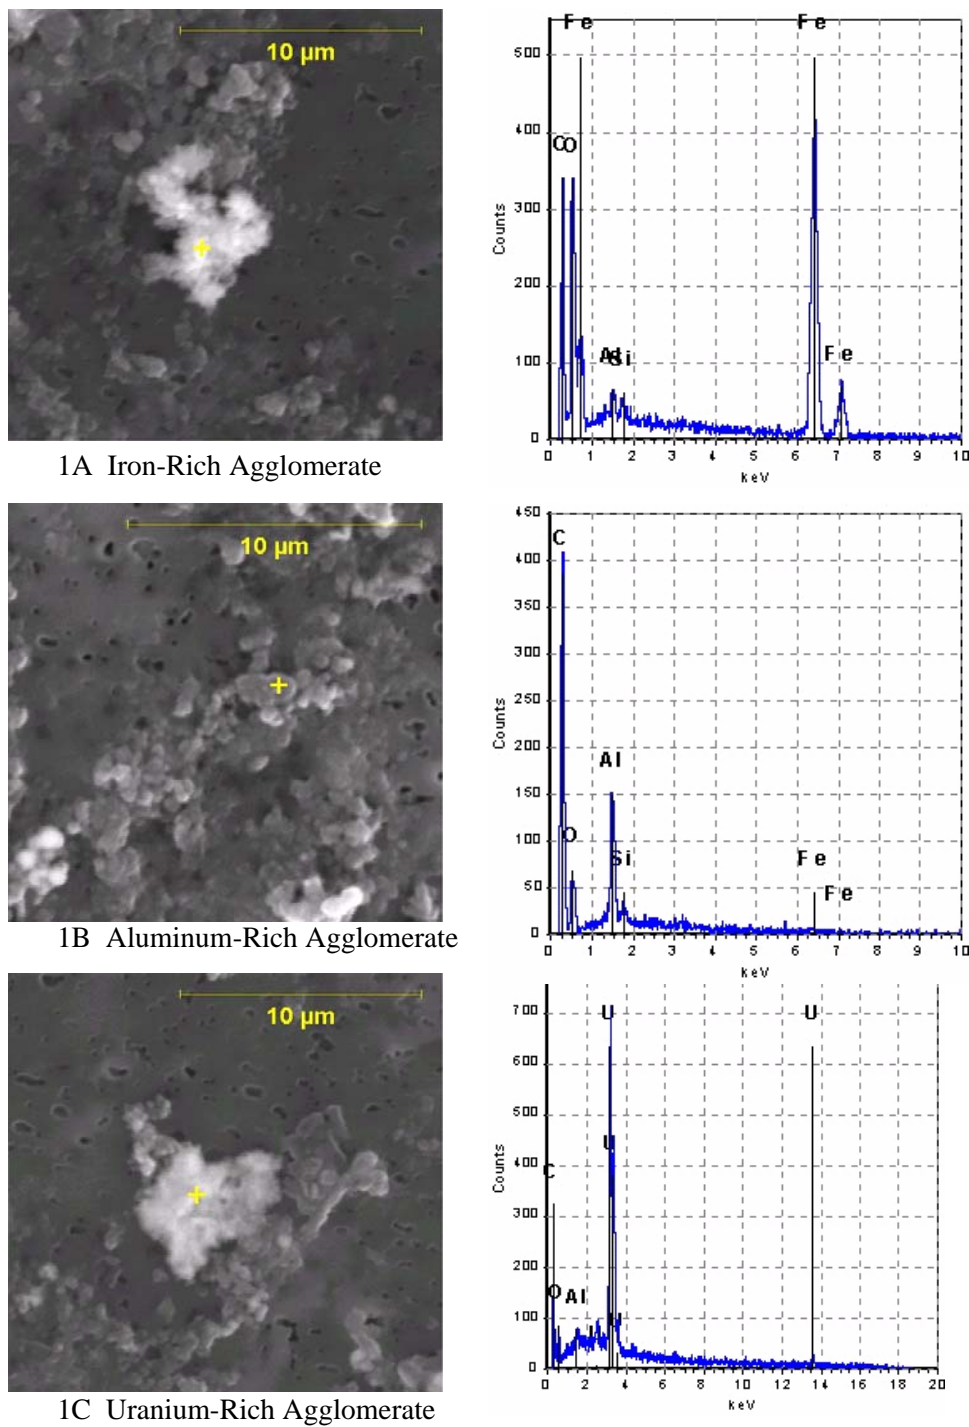 10 µm
Fe Fe
500
400
CO
300
Counts
200
Al Si Fe
100
0
0 1 2 3 4 5 6 7 8 9 10
keV
1A Iron-Rich Agglomerate
10 µm
450
C
400
350
300
Counts
250
200
Al
150
O
100
Si Fe
50
Fe
0
0 1 2 3 4 5 6 7 8 9 10
keV
1B Aluminum-Rich Agglomerate
10 µm
700 U U
600
500
U
Counts
400
C
300
200
O Al
100
U
0
0 2 4 6 8 10 12 14 16 18 20
keV
1C Uranium-Rich Agglomerate